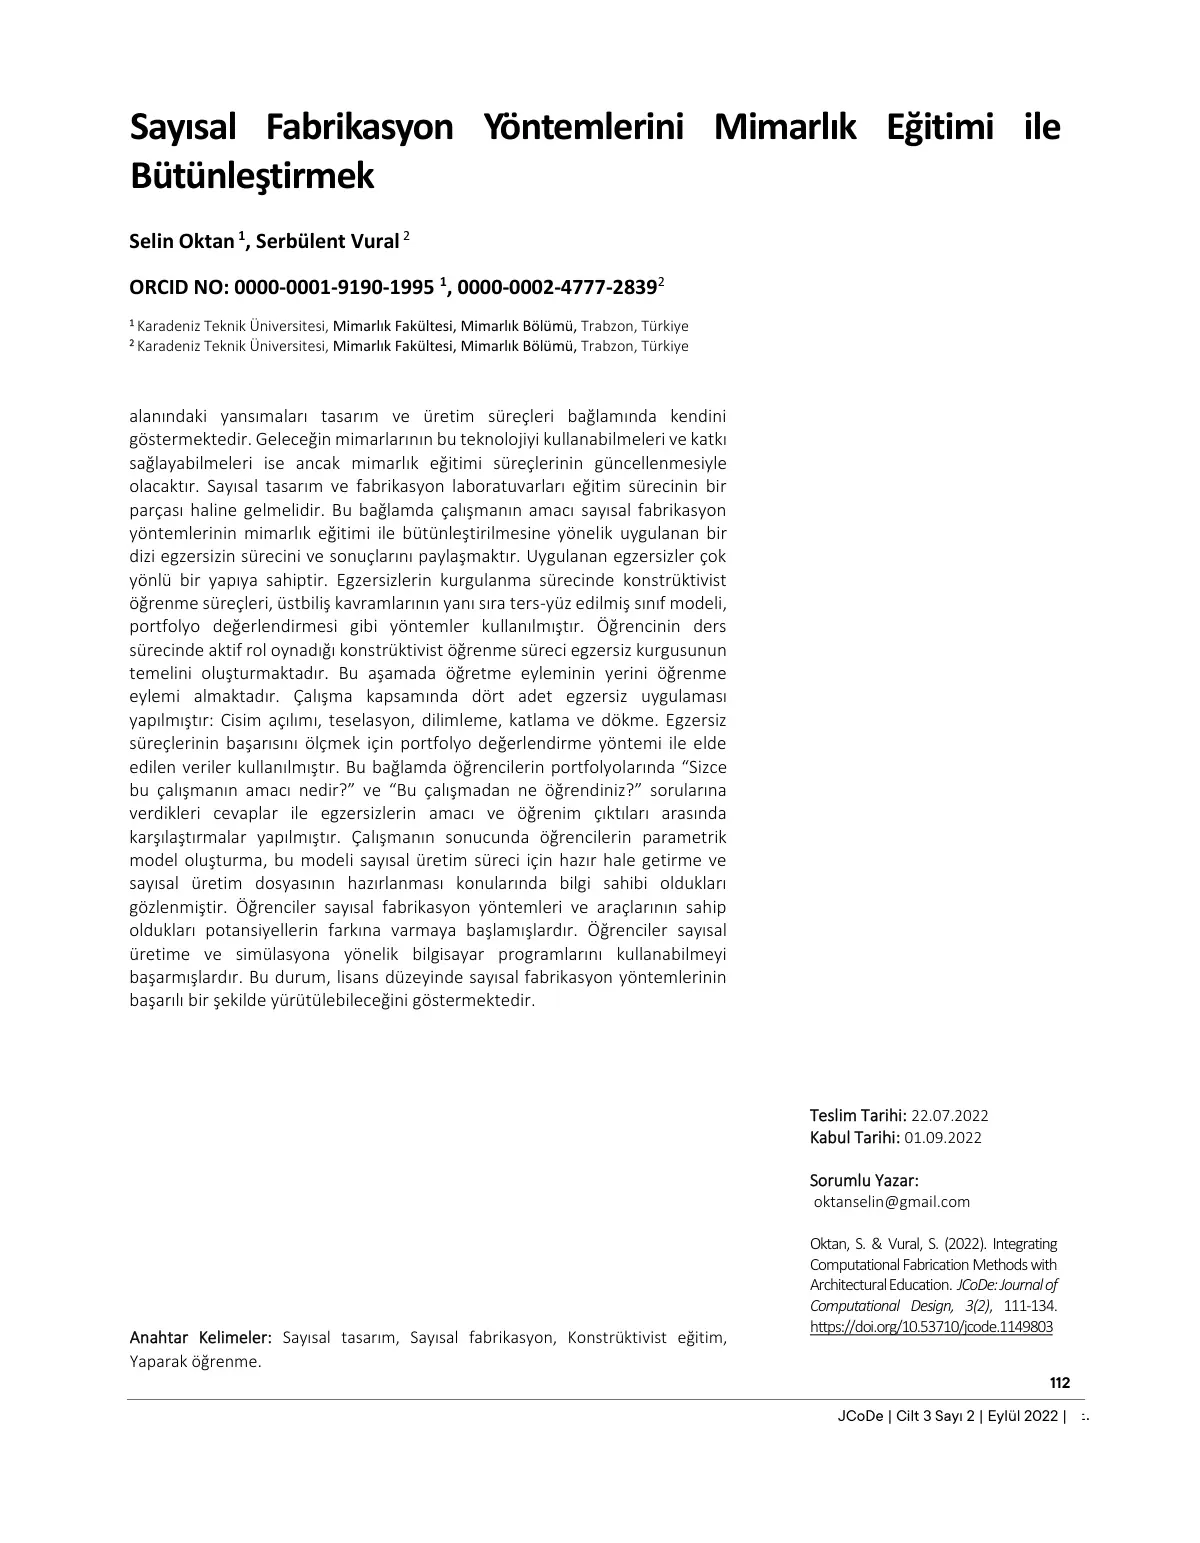 Sayısal Fabrikasyon Yöntemlerini Mimarlık Eğitimi ile
Bütünleştirmek
Selin Oktan ¹, Serbülent Vural ²
ORCID NO: 0000-0001-9190-1995 ¹, 0000-0002-4777-2839²
¹ Karadeniz Teknik Üniversitesi, Mimarlık Fakültesi, Mimarlık Bölümü, Trabzon, Türkiye
² Karadeniz Teknik Üniversitesi, Mimarlık Fakültesi, Mimarlık Bölümü, Trabzon, Türkiye
alanındaki yansımaları tasarım ve üretim süreçleri bağlamında kendini
göstermektedir. Geleceğin mimarlarının bu teknolojiyi kullanabilmeleri ve katkı
sağlayabilmeleri ise ancak mimarlık eğitimi süreçlerinin güncellenmesiyle
olacaktır. Sayısal tasarım ve fabrikasyon laboratuvarları eğitim sürecinin bir
parçası haline gelmelidir. Bu bağlamda çalışmanın amacı sayısal fabrikasyon
yöntemlerinin mimarlık eğitimi ile bütünleştirilmesine yönelik uygulanan bir
dizi egzersizin sürecini ve sonuçlarını paylaşmaktır. Uygulanan egzersizler çok
yönlü bir yapıya sahiptir. Egzersizlerin kurgulanma sürecinde konstrüktivist
öğrenme süreçleri, üstbiliş kavramlarının yanı sıra ters-yüz edilmiş sınıf modeli,
portfolyo değerlendirmesi gibi yöntemler kullanılmıştır. Öğrencinin ders
sürecinde aktif rol oynadığı konstrüktivist öğrenme süreci egzersiz kurgusunun
temelini oluşturmaktadır. Bu aşamada öğretme eyleminin yerini öğrenme
eylemi almaktadır. Çalışma kapsamında dört adet egzersiz uygulaması
yapılmıştır: Cisim açılımı, teselasyon, dilimleme, katlama ve dökme. Egzersiz
süreçlerinin başarısını ölçmek için portfolyo değerlendirme yöntemi ile elde
edilen veriler kullanılmıştır. Bu bağlamda öğrencilerin portfolyolarında “Sizce
bu çalışmanın amacı nedir?” ve “Bu çalışmadan ne öğrendiniz?” sorularına
verdikleri cevaplar ile egzersizlerin amacı ve öğrenim çıktıları arasında
karşılaştırmalar yapılmıştır. Çalışmanın sonucunda öğrencilerin parametrik
model oluşturma, bu modeli sayısal üretim süreci için hazır hale getirme ve
sayısal üretim dosyasının hazırlanması konularında bilgi sahibi oldukları
gözlenmiştir. Öğrenciler sayısal fabrikasyon yöntemleri ve araçlarının sahip
oldukları potansiyellerin farkına varmaya başlamışlardır. Öğrenciler sayısal
üretime ve simülasyona yönelik bilgisayar programlarını kullanabilmeyi
başarmışlardır. Bu durum, lisans düzeyinde sayısal fabrikasyon yöntemlerinin
başarılı bir şekilde yürütülebileceğini göstermektedir.
Teslim Tarihi: 22.07.2022
Kabul Tarihi: 01.09.2022
Sorumlu Yazar:
oktanselin@gmail.com
Oktan, S. & Vural, S. (2022). Integrating
Computational Fabrication Methods with
Architectural Education. JCoDe: Journal of
Computational Design, 3(2), 111-134.
https://doi.org/10.53710/jcode.1149803
Anahtar Kelimeler: Sayısal tasarım, Sayısal fabrikasyon, Konstrüktivist eğitim,
Yaparak öğrenme.
112
JCoDe | Cilt 3 Sayı 2 | Eylül 2022 |